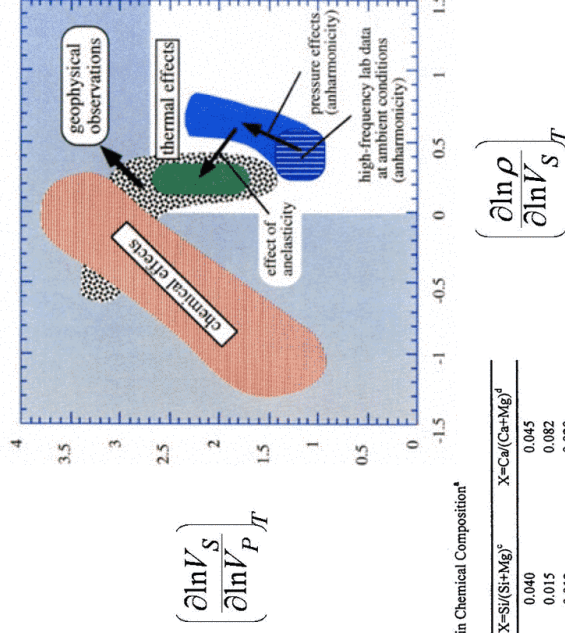 geophysical
observations
thermal effects
pressure effects
(anharmonicity)
high-frequency lab data
at ambient conditions
(anharmonicity)
effect of
anelasticity
chemical effects
4
3.5
3
2.5
2
1.5
1
0.5
0
-1.5
-1
-0.5
0
0.5
1
1.5
(∂lnV_S / ∂lnV_P)_T
(∂lnρ / ∂lnV_S)_T
in Chemical Composition^a
X=Si/(Si+Mg)^c X=Ca/(Ca+Mg)^d
0.040 0.045
0.015 0.082